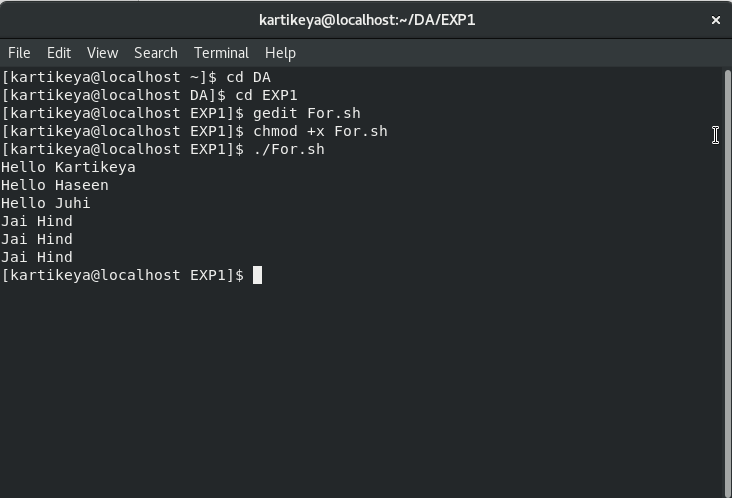 kartikeya@localhost:~/DA/EXP1
File Edit View Search Terminal Help
[kartikeya@localhost ~]$ cd DA
[kartikeya@localhost DA]$ cd EXP1
[kartikeya@localhost EXP1]$ gedit For.sh
[kartikeya@localhost EXP1]$ chmod +x For.sh
[kartikeya@localhost EXP1]$ ./For.sh
Hello Kartikeya
Hello Haseen
Hello Juhi
Jai Hind
Jai Hind
Jai Hind
[kartikeya@localhost EXP1]$